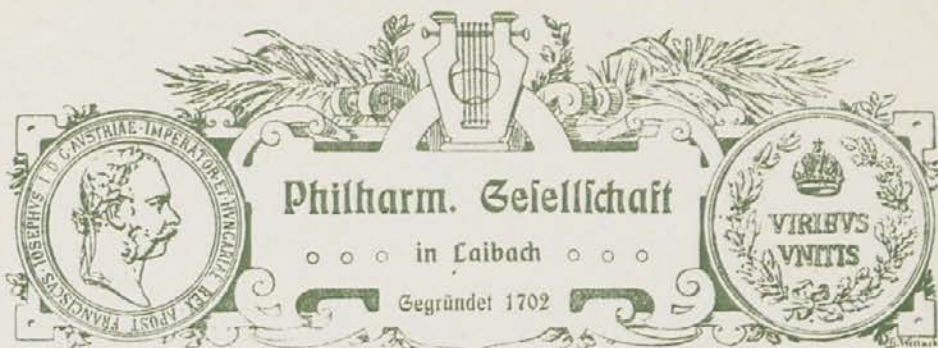 FRANCISCVS·IOSEPHVS·I·D·G·AVSTRIAE·IMPERATOR·ET·HVNGARIAE REX APOST
Philharm. Gesellschaft
in Laibach
Gegründet 1702
VIRIBVS
VNITIS